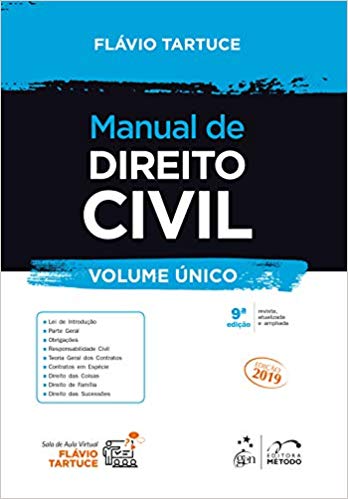 FLÁVIO TARTUCE
Manual de
DIREITO
CIVIL
VOLUME ÚNICO
• Lei de Introdução
• Parte Geral
• Obrigações
• Responsabilidade Civil
• Teoria Geral dos Contratos
• Contratos em Espécie
• Direito das Coisas
• Direito de Família
• Direito das Sucessões
9ª
edição
revista,
atualizada
e ampliada
EDIÇÃO
2019
Sala de Aula Virtual
FLÁVIO
TARTUCE
gen
EDITORA
MÉTODO